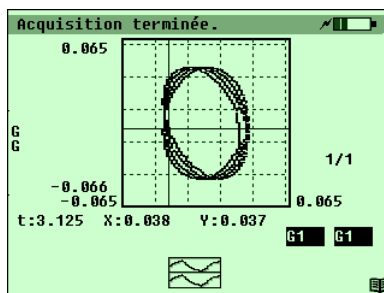 Acquisition terminée.
0.065
G
G
1/1
-0.066
-0.065 0.065
t:3.125 X:0.038 Y:0.037
G1 G1